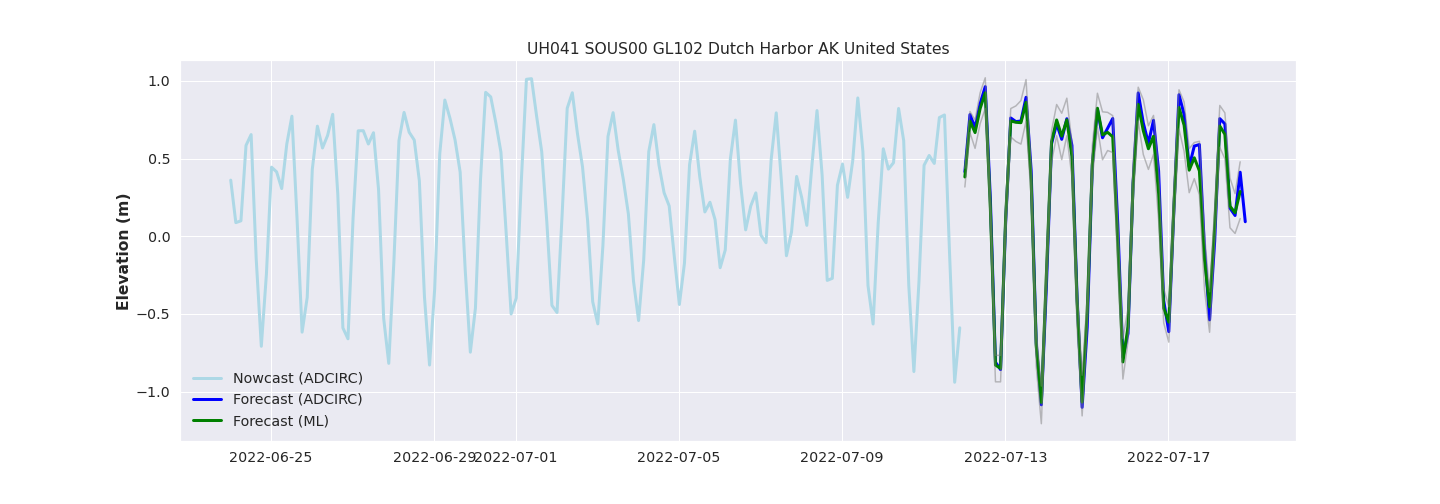 UH041 SOUS00 GL102 Dutch Harbor AK United States
Elevation (m)
1.0
0.5
0.0
−0.5
−1.0
Nowcast (ADCIRC)
Forecast (ADCIRC)
Forecast (ML)
2022-06-25 2022-06-29 2022-07-01 2022-07-05 2022-07-09 2022-07-13 2022-07-17